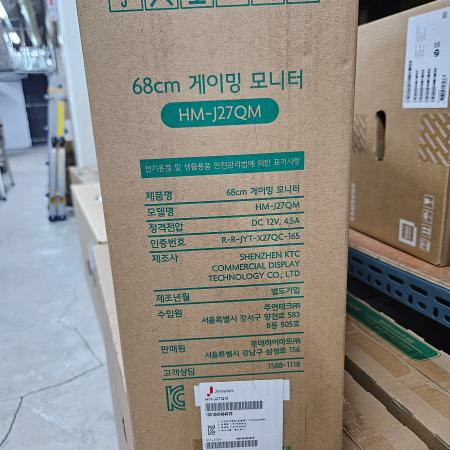 68cm 게이밍 모니터
HM-J27QM
전기용품 및 생활용품 안전관리법에 의한 표기사항
제품명 68cm 게이밍 모니터
모델명 HM-J27QM
정격전압 DC 12V, 4.5A
인증번호 R-R-JYT-X27QC-165
제조사 SHENZHEN KTC
COMMERCIAL DISPLAY
TECHNOLOGY CO., LTD
제조년월 별도기입
수입원 주연테크㈜
서울특별시 강서구 양천로 583
B동 505호
판매원 롯데하이마트㈜
서울특별시 강남구 삼성로 156
고객상담 1588-1118
Jooyon
HM-J27QM
SAMSUNG